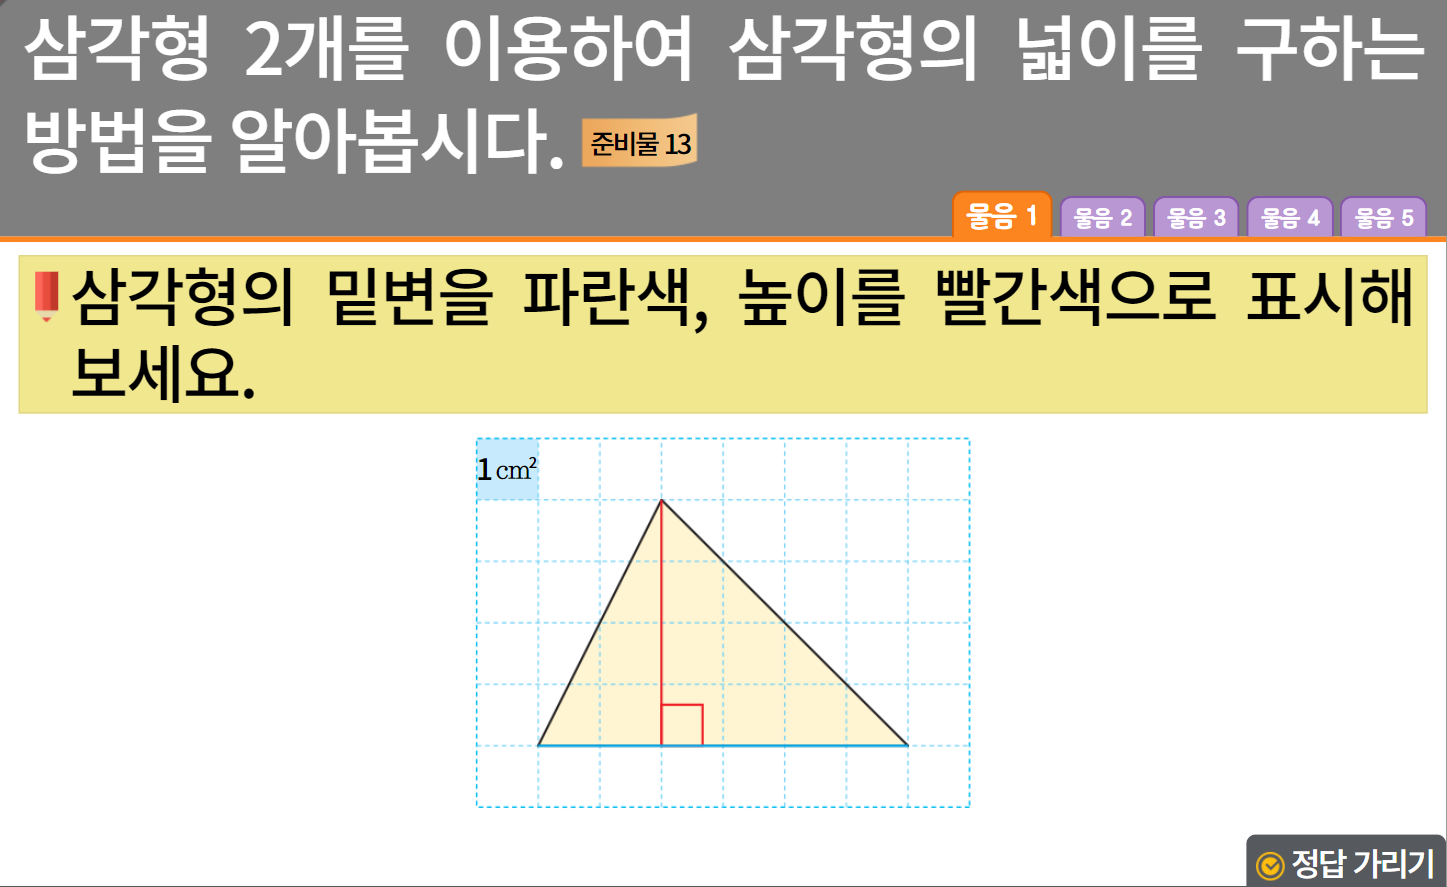 삼각형 2개를 이용하여 삼각형의 넓이를 구하는
방법을 알아봅시다. 준비물 13
물음 1 물음 2 물음 3 물음 4 물음 5
삼각형의 밑변을 파란색, 높이를 빨간색으로 표시해
보세요.
1 cm²
정답 가리기